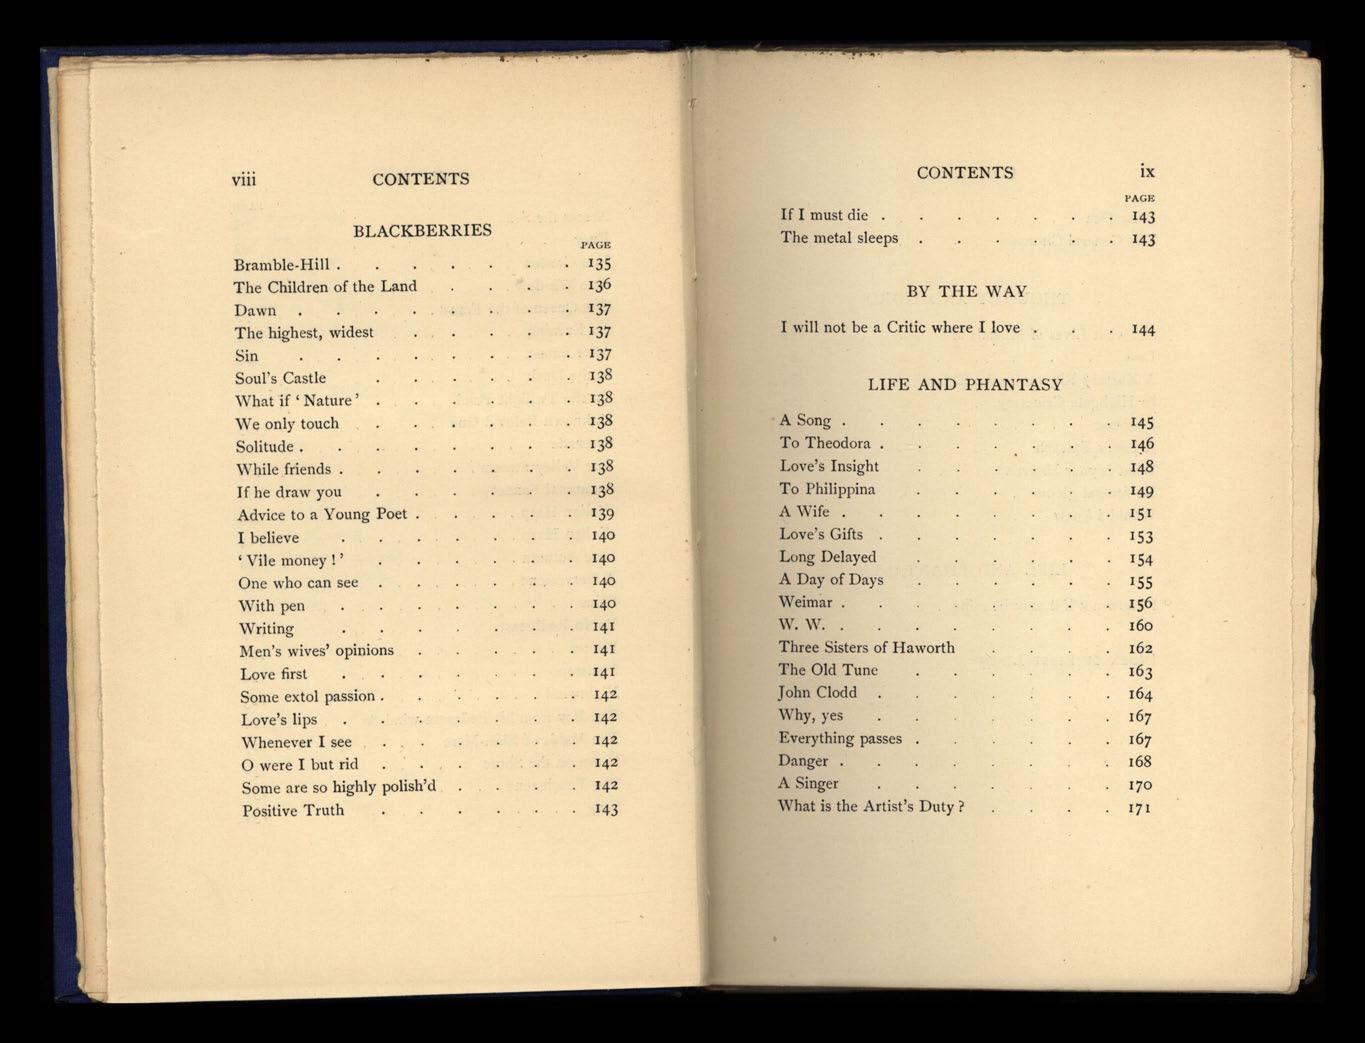 viii CONTENTS
BLACKBERRIES
PAGE
Bramble-Hill . . . . . . . . 135
The Children of the Land . . . . 136
Dawn . . . . . . . . 137
The highest, widest . . . . . 137
Sin . . . . . . . . 137
Soul's Castle . . . . . . 138
What if ‘ Nature ’ . . . . . . 138
We only touch . . . . . . 138
Solitude . . . . . . . . 138
While friends . . . . . . . 138
If he draw you . . . . . . 138
Advice to a Young Poet . . . . . 139
I believe . . . . . . . 140
‘ Vile money ! ’ . . . . . . 140
One who can see . . . . . . 140
With pen . . . . . . . 140
Writing . . . . . . . 141
Men's wives' opinions . . . . . 141
Love first . . . . . . . 141
Some extol passion . . . . . . 142
Love's lips . . . . . . . 142
Whenever I see . . . . . . 142
O were I but rid . . . . . . 142
Some are so highly polish'd . . . . 142
Positive Truth . . . . . . 143
CONTENTS ix
PAGE
If I must die . . . . . . . 143
The metal sleeps . . . . . . 143
BY THE WAY
I will not be a Critic where I love . . . 144
LIFE AND PHANTASY
A Song . . . . . . . . 145
To Theodora . . . . . . . 146
Love's Insight . . . . . . 148
To Philippina . . . . . . 149
A Wife . . . . . . . . 151
Love's Gifts . . . . . . . 153
Long Delayed . . . . . . 154
A Day of Days . . . . . . 155
Weimar . . . . . . . . 156
W. W. . . . . . . . . 160
Three Sisters of Haworth . . . . 162
The Old Tune . . . . . . 163
John Clodd . . . . . . . 164
Why, yes . . . . . . . 167
Everything passes . . . . . . 167
Danger . . . . . . . . 168
A Singer . . . . . . . 170
What is the Artist's Duty ? . . . . 171